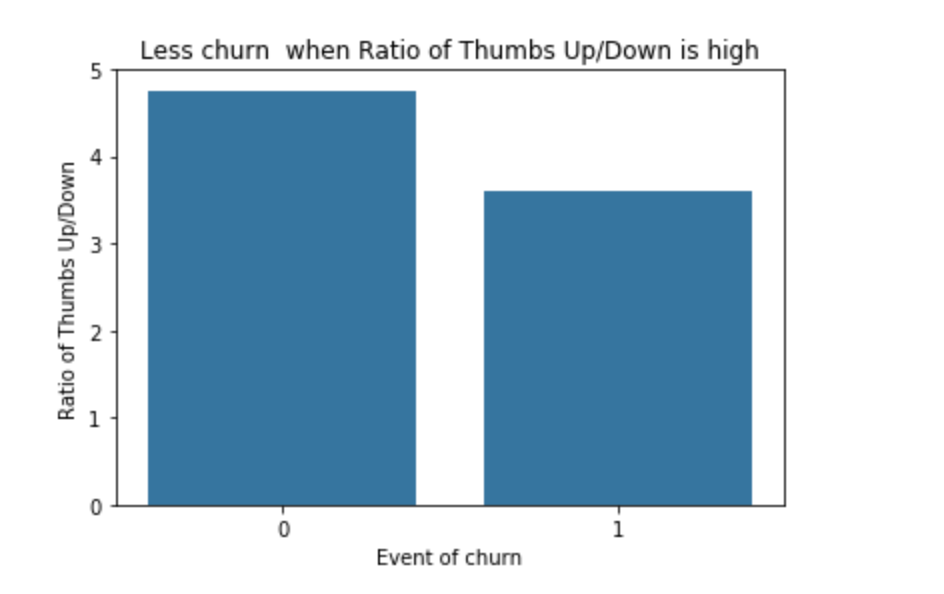 Less churn  when Ratio of Thumbs Up/Down is high
Ratio of Thumbs Up/Down
5
4
3
2
1
0
0 1
Event of churn